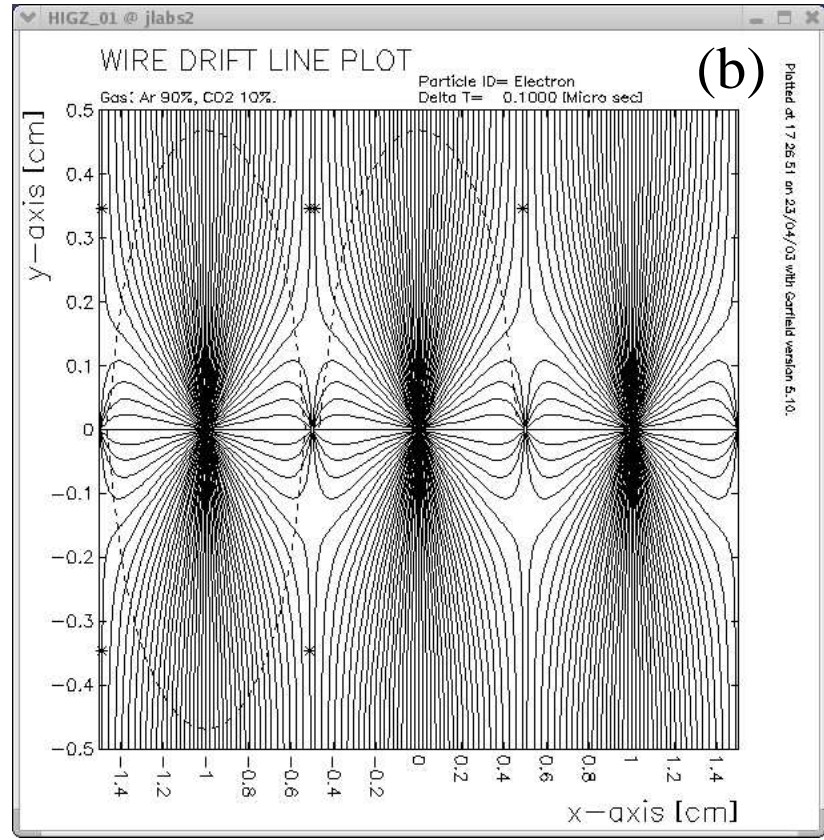 HIGZ_01 @ jlabs2
WIRE DRIFT LINE PLOT
(b)
Particle ID= Electron
Gas: Ar 90%, CO2 10%.
Delta T= 0.1000 [Micro sec]
y-axis [cm]
0.5
0.4
0.3
0.2
0.1
0
-0.1
-0.2
-0.3
-0.4
-0.5
-1.4
-1.2
-1
-0.8
-0.6
-0.4
-0.2
0
0.2
0.4
0.6
0.8
1
1.2
1.4
x-axis [cm]
Plotted at 17.26.51 on 23/04/03 with Garfield version 5.10.